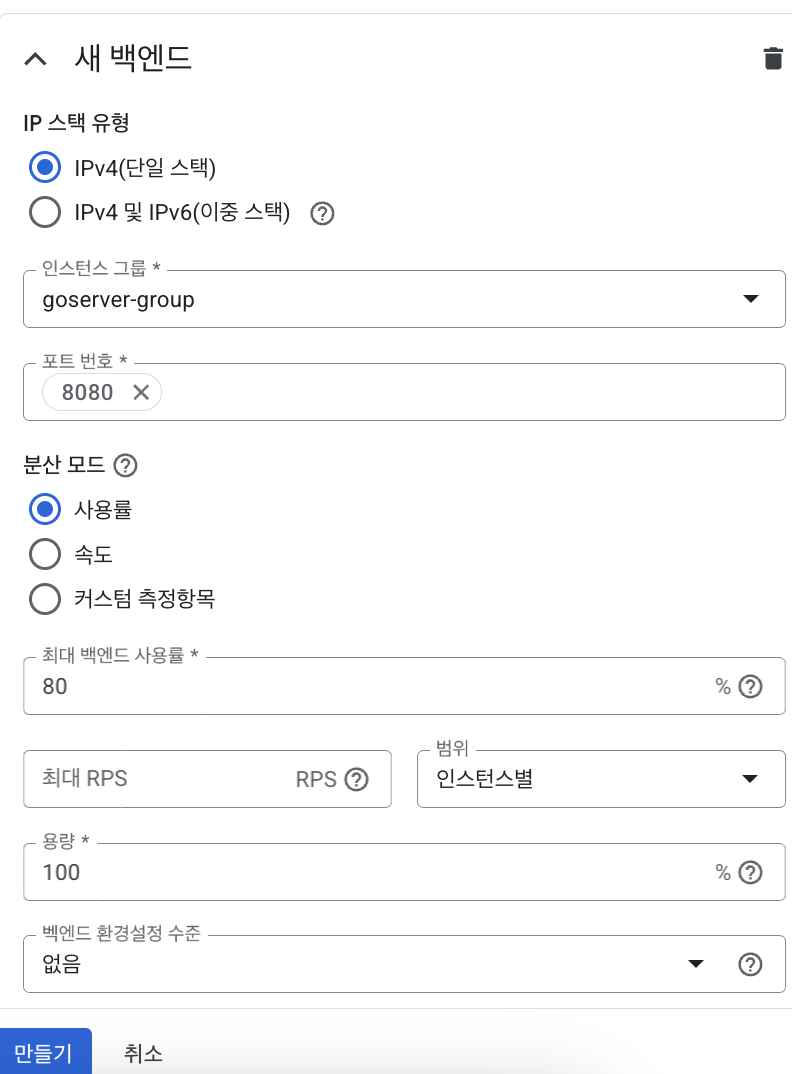 새 백엔드
IP 스택 유형
IPv4(단일 스택)
IPv4 및 IPv6(이중 스택)
인스턴스 그룹 *
goserver-group
포트 번호 *
8080
분산 모드
사용률
속도
커스텀 측정항목
최대 백엔드 사용률 *
80 %
최대 RPS RPS
범위
인스턴스별
용량 *
100 %
벡엔드 환경설정 수준
없음
만들기 취소